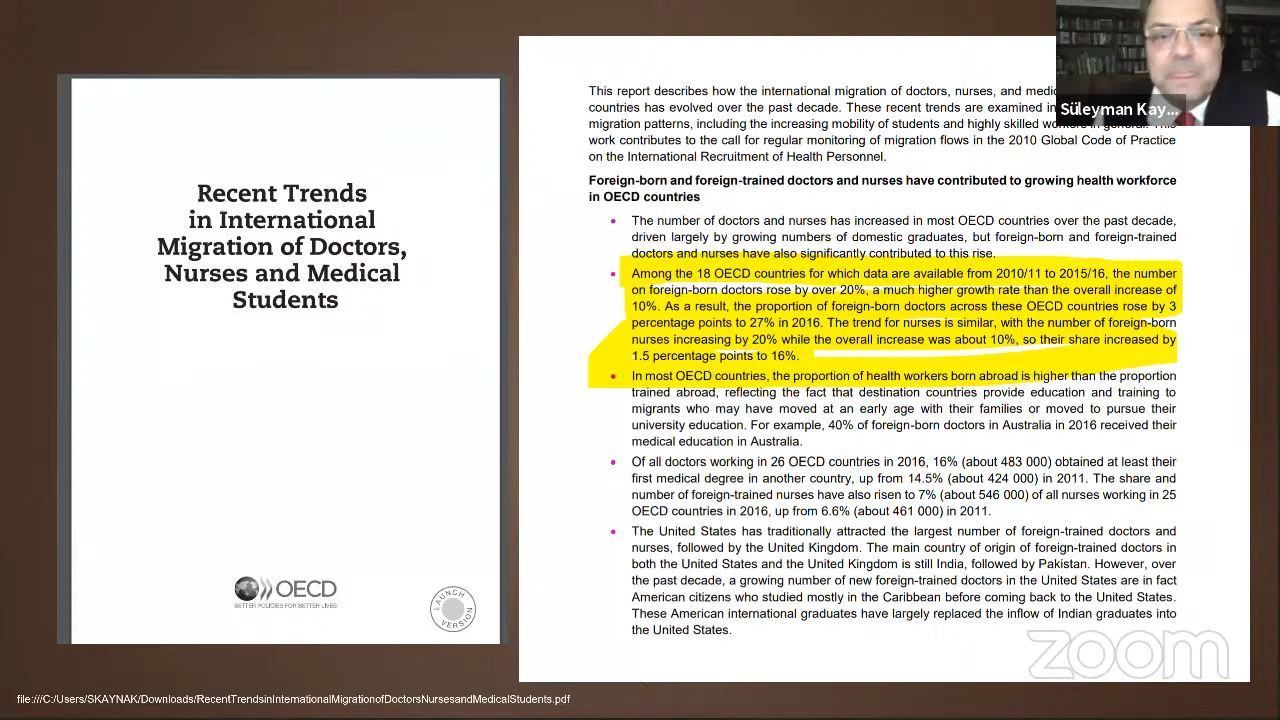 Recent Trends
in International
Migration of Doctors,
Nurses and Medical
Students
OECD
BETTER POLICIES FOR BETTER LIVES
LAUNCH
VERSION
This report describes how the international migration of doctors, nurses, and
countries has evolved over the past decade. These recent trends are examined in
migration patterns, including the increasing mobility of students and highly skilled workers in general. This
work contributes to the call for regular monitoring of migration flows in the 2010 Global Code of Practice
on the International Recruitment of Health Personnel.
Foreign-born and foreign-trained doctors and nurses have contributed to growing health workforce
in OECD countries
• The number of doctors and nurses has increased in most OECD countries over the past decade,
driven largely by growing numbers of domestic graduates, but foreign-born and foreign-trained
doctors and nurses have also significantly contributed to this rise.
• Among the 18 OECD countries for which data are available from 2010/11 to 2015/16, the number
on foreign-born doctors rose by over 20%, a much higher growth rate than the overall increase of
10%. As a result, the proportion of foreign-born doctors across these OECD countries rose by 3
percentage points to 27% in 2016. The trend for nurses is similar, with the number of foreign-born
nurses increasing by 20% while the overall increase was about 10%, so their share increased by
1.5 percentage points to 16%.
• In most OECD countries, the proportion of health workers born abroad is higher than the proportion
trained abroad, reflecting the fact that destination countries provide education and training to
migrants who may have moved at an early age with their families or moved to pursue their
university education. For example, 40% of foreign-born doctors in Australia in 2016 received their
medical education in Australia.
• Of all doctors working in 26 OECD countries in 2016, 16% (about 483 000) obtained at least their
first medical degree in another country, up from 14.5% (about 424 000) in 2011. The share and
number of foreign-trained nurses have also risen to 7% (about 546 000) of all nurses working in 25
OECD countries in 2016, up from 6.6% (about 461 000) in 2011.
• The United States has traditionally attracted the largest number of foreign-trained doctors and
nurses, followed by the United Kingdom. The main country of origin of foreign-trained doctors in
both the United States and the United Kingdom is still India, followed by Pakistan. However, over
the past decade, a growing number of new foreign-trained doctors in the United States are in fact
American citizens who studied mostly in the Caribbean before coming back to the United States.
These American international graduates have largely replaced the inflow of Indian graduates into
the United States.
Süleyman Kay...
zoom
file:///C:/Users/SKAYNAK/Downloads/RecentTrendsinInternationalMigrationofDoctorsNursesandMedicalStudents.pdf